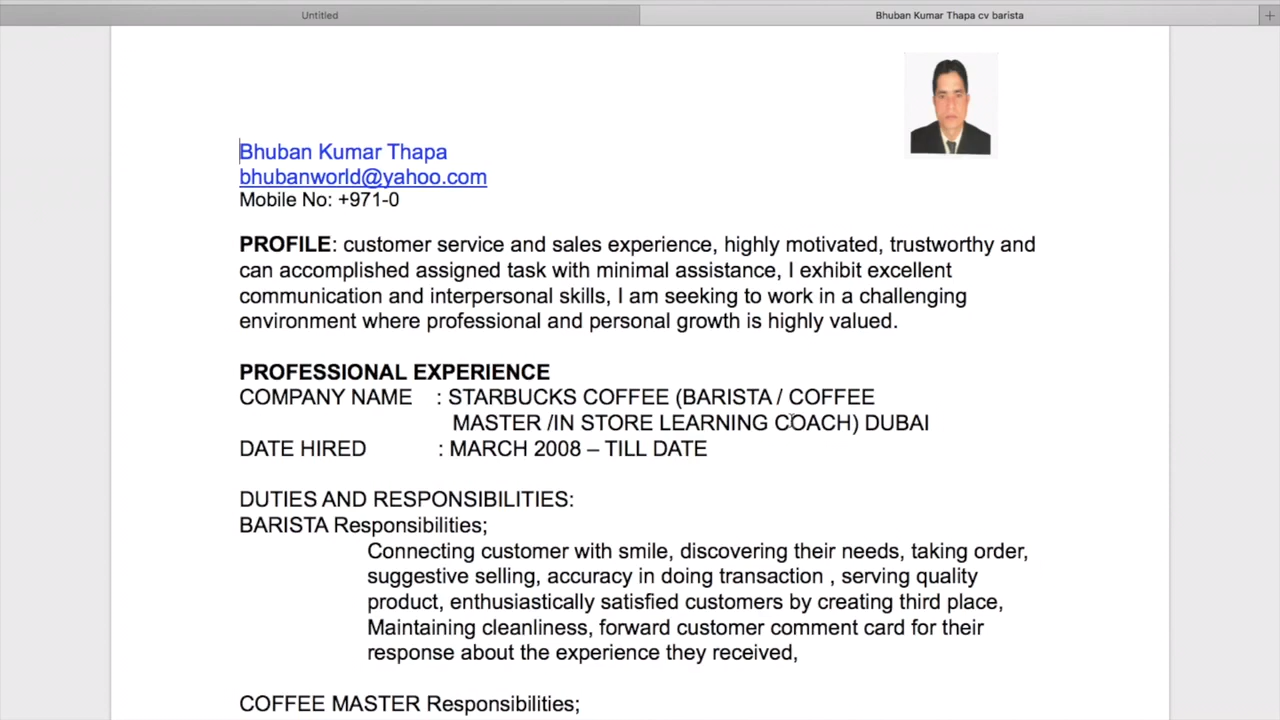 Untitled
Bhuban Kumar Thapa cv barista
Bhuban Kumar Thapa
bhubanworld@yahoo.com
Mobile No: +971-0
PROFILE: customer service and sales experience, highly motivated, trustworthy and
can accomplished assigned task with minimal assistance, I exhibit excellent
communication and interpersonal skills, I am seeking to work in a challenging
environment where professional and personal growth is highly valued.
PROFESSIONAL EXPERIENCE
COMPANY NAME : STARBUCKS COFFEE (BARISTA / COFFEE
MASTER /IN STORE LEARNING COACH) DUBAI
DATE HIRED : MARCH 2008 – TILL DATE
DUTIES AND RESPONSIBILITIES:
BARISTA Responsibilities;
Connecting customer with smile, discovering their needs, taking order,
suggestive selling, accuracy in doing transaction , serving quality
product, enthusiastically satisfied customers by creating third place,
Maintaining cleanliness, forward customer comment card for their
response about the experience they received,
COFFEE MASTER Responsibilities;